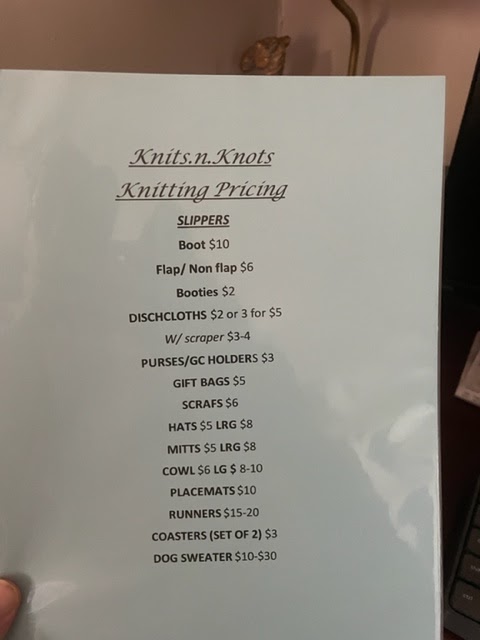 Knits.n.Knots
Knitting Pricing
SLIPPERS
Boot $10
Flap/ Non flap $6
Booties $2
DISCHCLOTHS $2 or 3 for $5
W/ scraper $3-4
PURSES/GC HOLDERS $3
GIFT BAGS $5
SCRAFS $6
HATS $5 LRG $8
MITTS $5 LRG $8
COWL $6 LG $ 8-10
PLACEMATS $10
RUNNERS $15-20
COASTERS (SET OF 2) $3
DOG SWEATER $10-$30